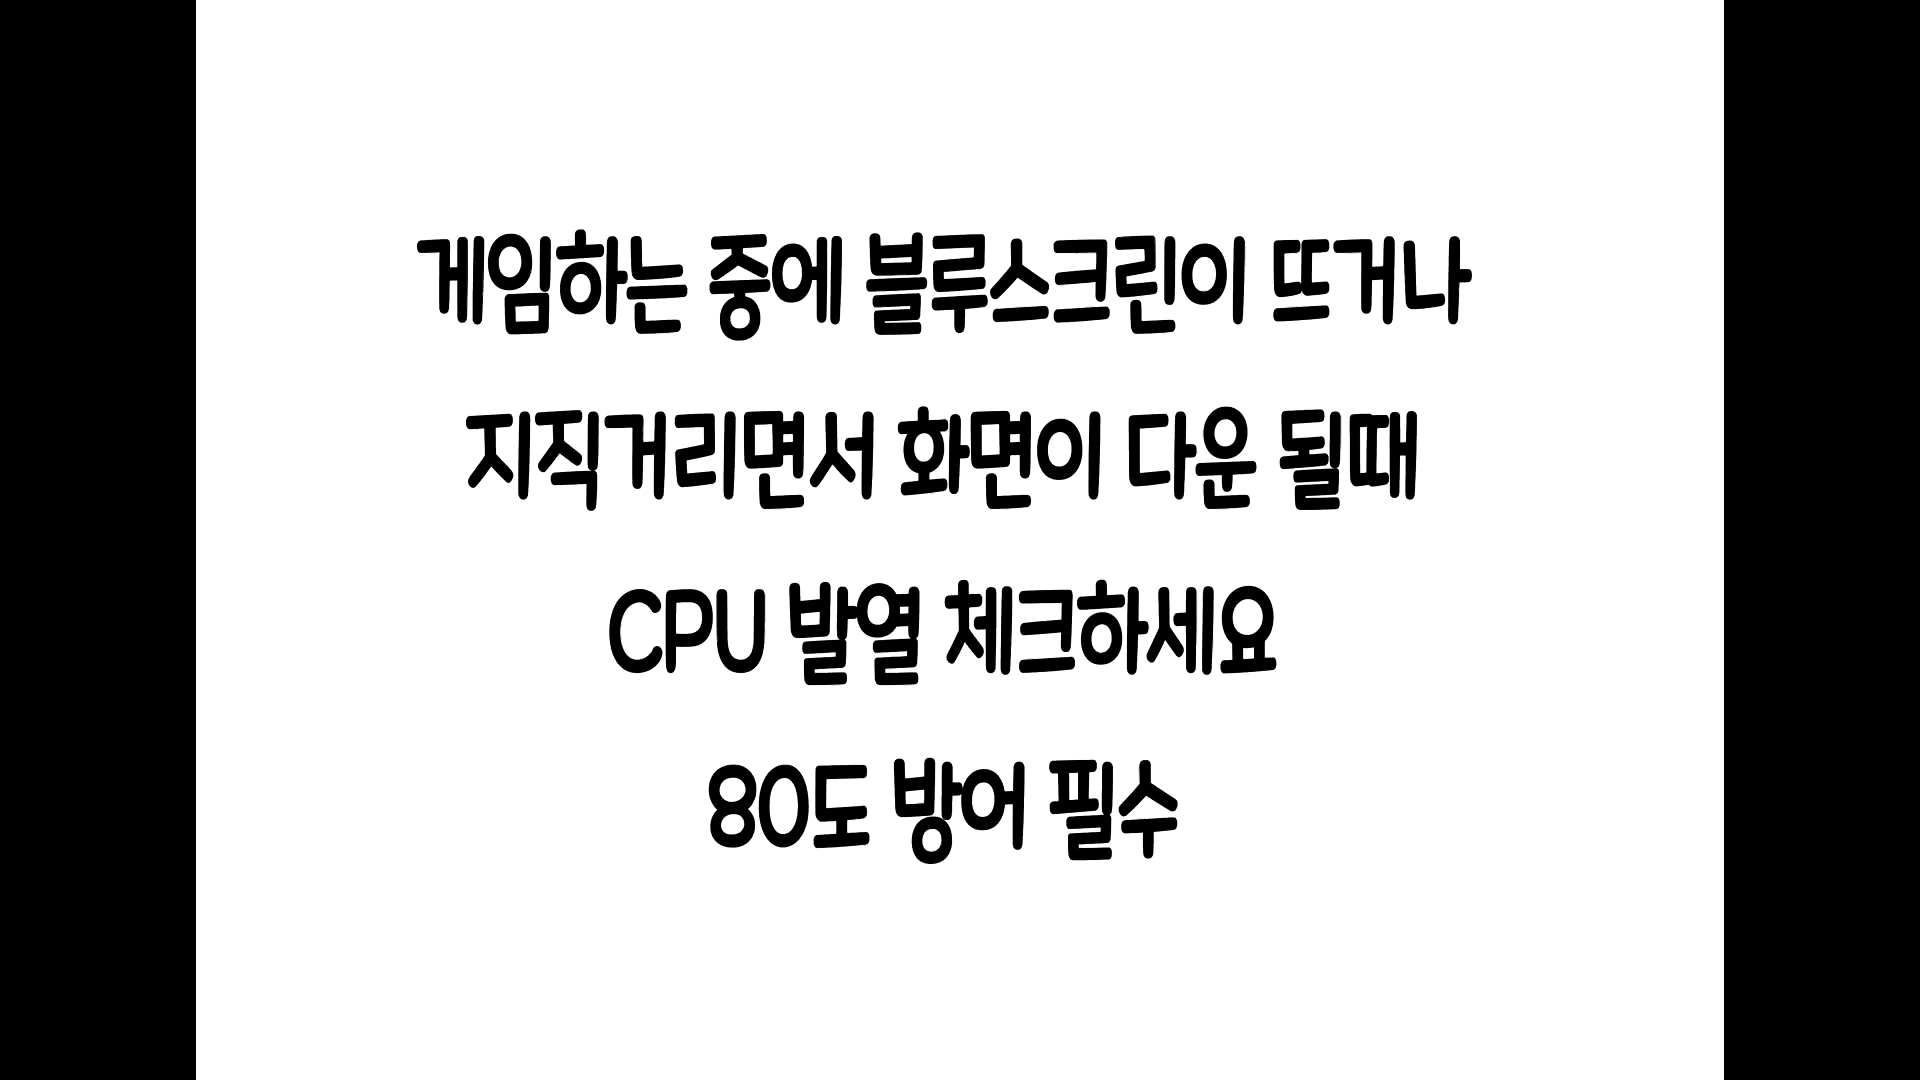 게임하는 중에 블루스크린이 뜨거나
지직거리면서 화면이 다운 될때
CPU 발열 체크하세요
80도 방어 필수